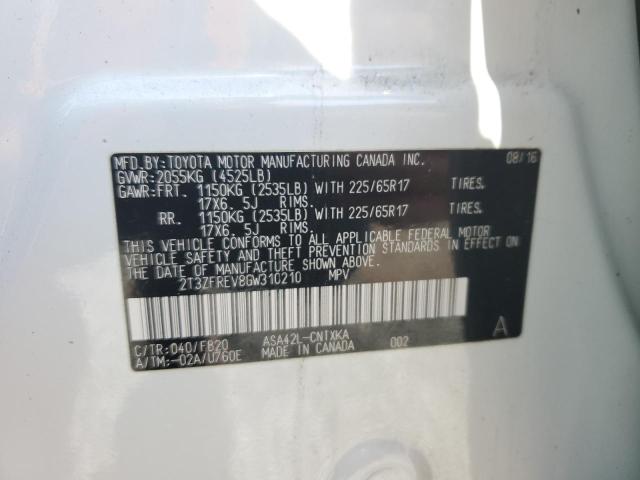 MFD.BY:TOYOTA MOTOR MANUFACTURING CANADA INC. 08/16
GVWR:2055KG (4525LB)
GAWR:FRT. 1150KG (2535LB) WITH 225/65R17 TIRES.
17X6. 5J RIMS.
RR. 1150KG (2535LB) WITH 225/65R17 TIRES.
17X6. 5J RIMS.
THIS VEHICLE CONFORMS TO ALL APPLICABLE FEDERAL MOTOR
VEHICLE SAFETY AND THEFT PREVENTION STANDARDS IN EFFECT ON
THE DATE OF MANUFACTURE SHOWN ABOVE.
2T3ZFREV8GW310210 MPV
C/TR:040/FB20 ASA42L-CNTXKA 002
A/TM:-02A/U760E MADE IN CANADA
A